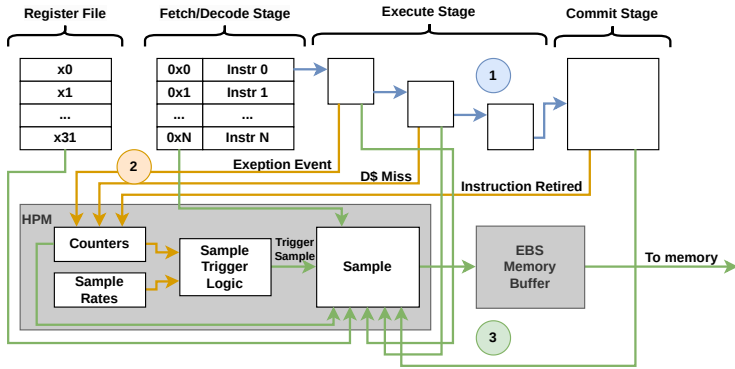 Register File
Fetch/Decode Stage
Execute Stage
Commit Stage
x0
x1
...
x31
0x0 Instr 0
0x1 Instr 1
... ...
0xN Instr N
1
2
Exeption Event
D$ Miss
Instruction Retired
HPM
Counters
Sample
Rates
Sample
Trigger
Logic
Trigger
Sample
Sample
EBS
Memory
Buffer
To memory
3